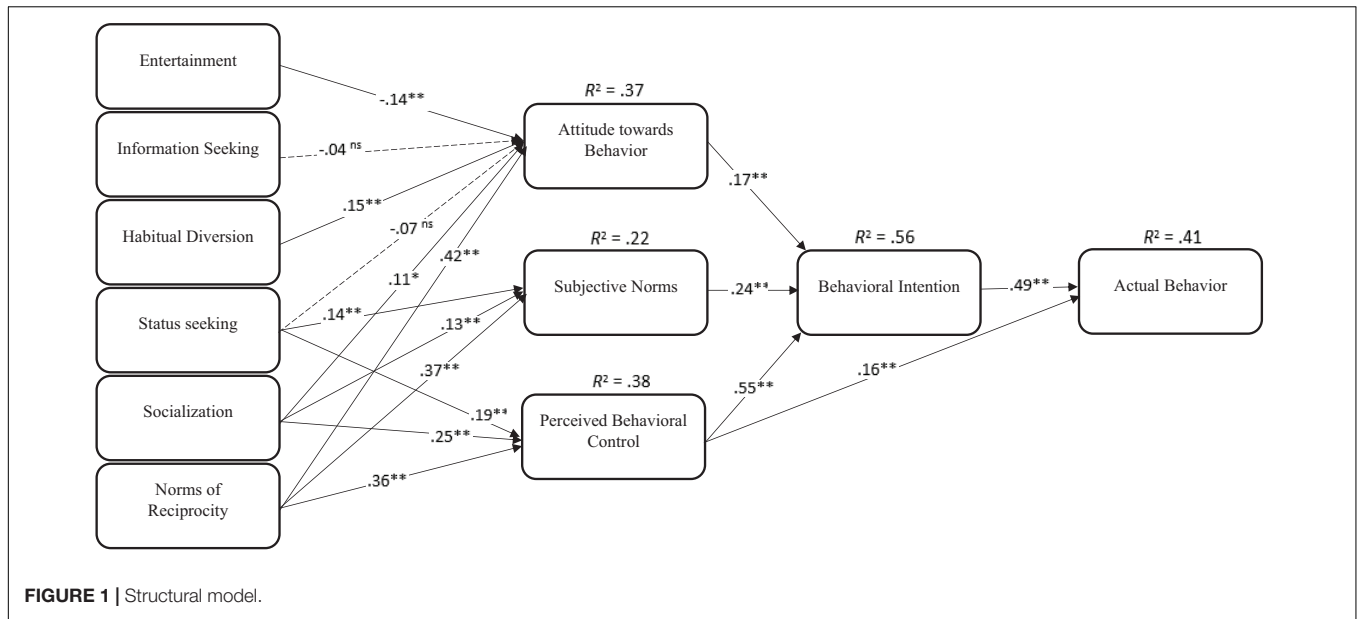 Entertainment
Information Seeking
Habitual Diversion
Status seeking
Socialization
Norms of
Reciprocity
-.14**
-.04 ns
.15**
-.07 ns
.11*
.42**
.14**
.13**
.37**
.19**
.25**
.36**
R² = .37
Attitude towards
Behavior
R² = .22
Subjective Norms
R² = .38
Perceived Behavioral
Control
.17**
.24**
.55**
R² = .56
Behavioral Intention
.49**
.16**
R² = .41
Actual Behavior
FIGURE 1 | Structural model.